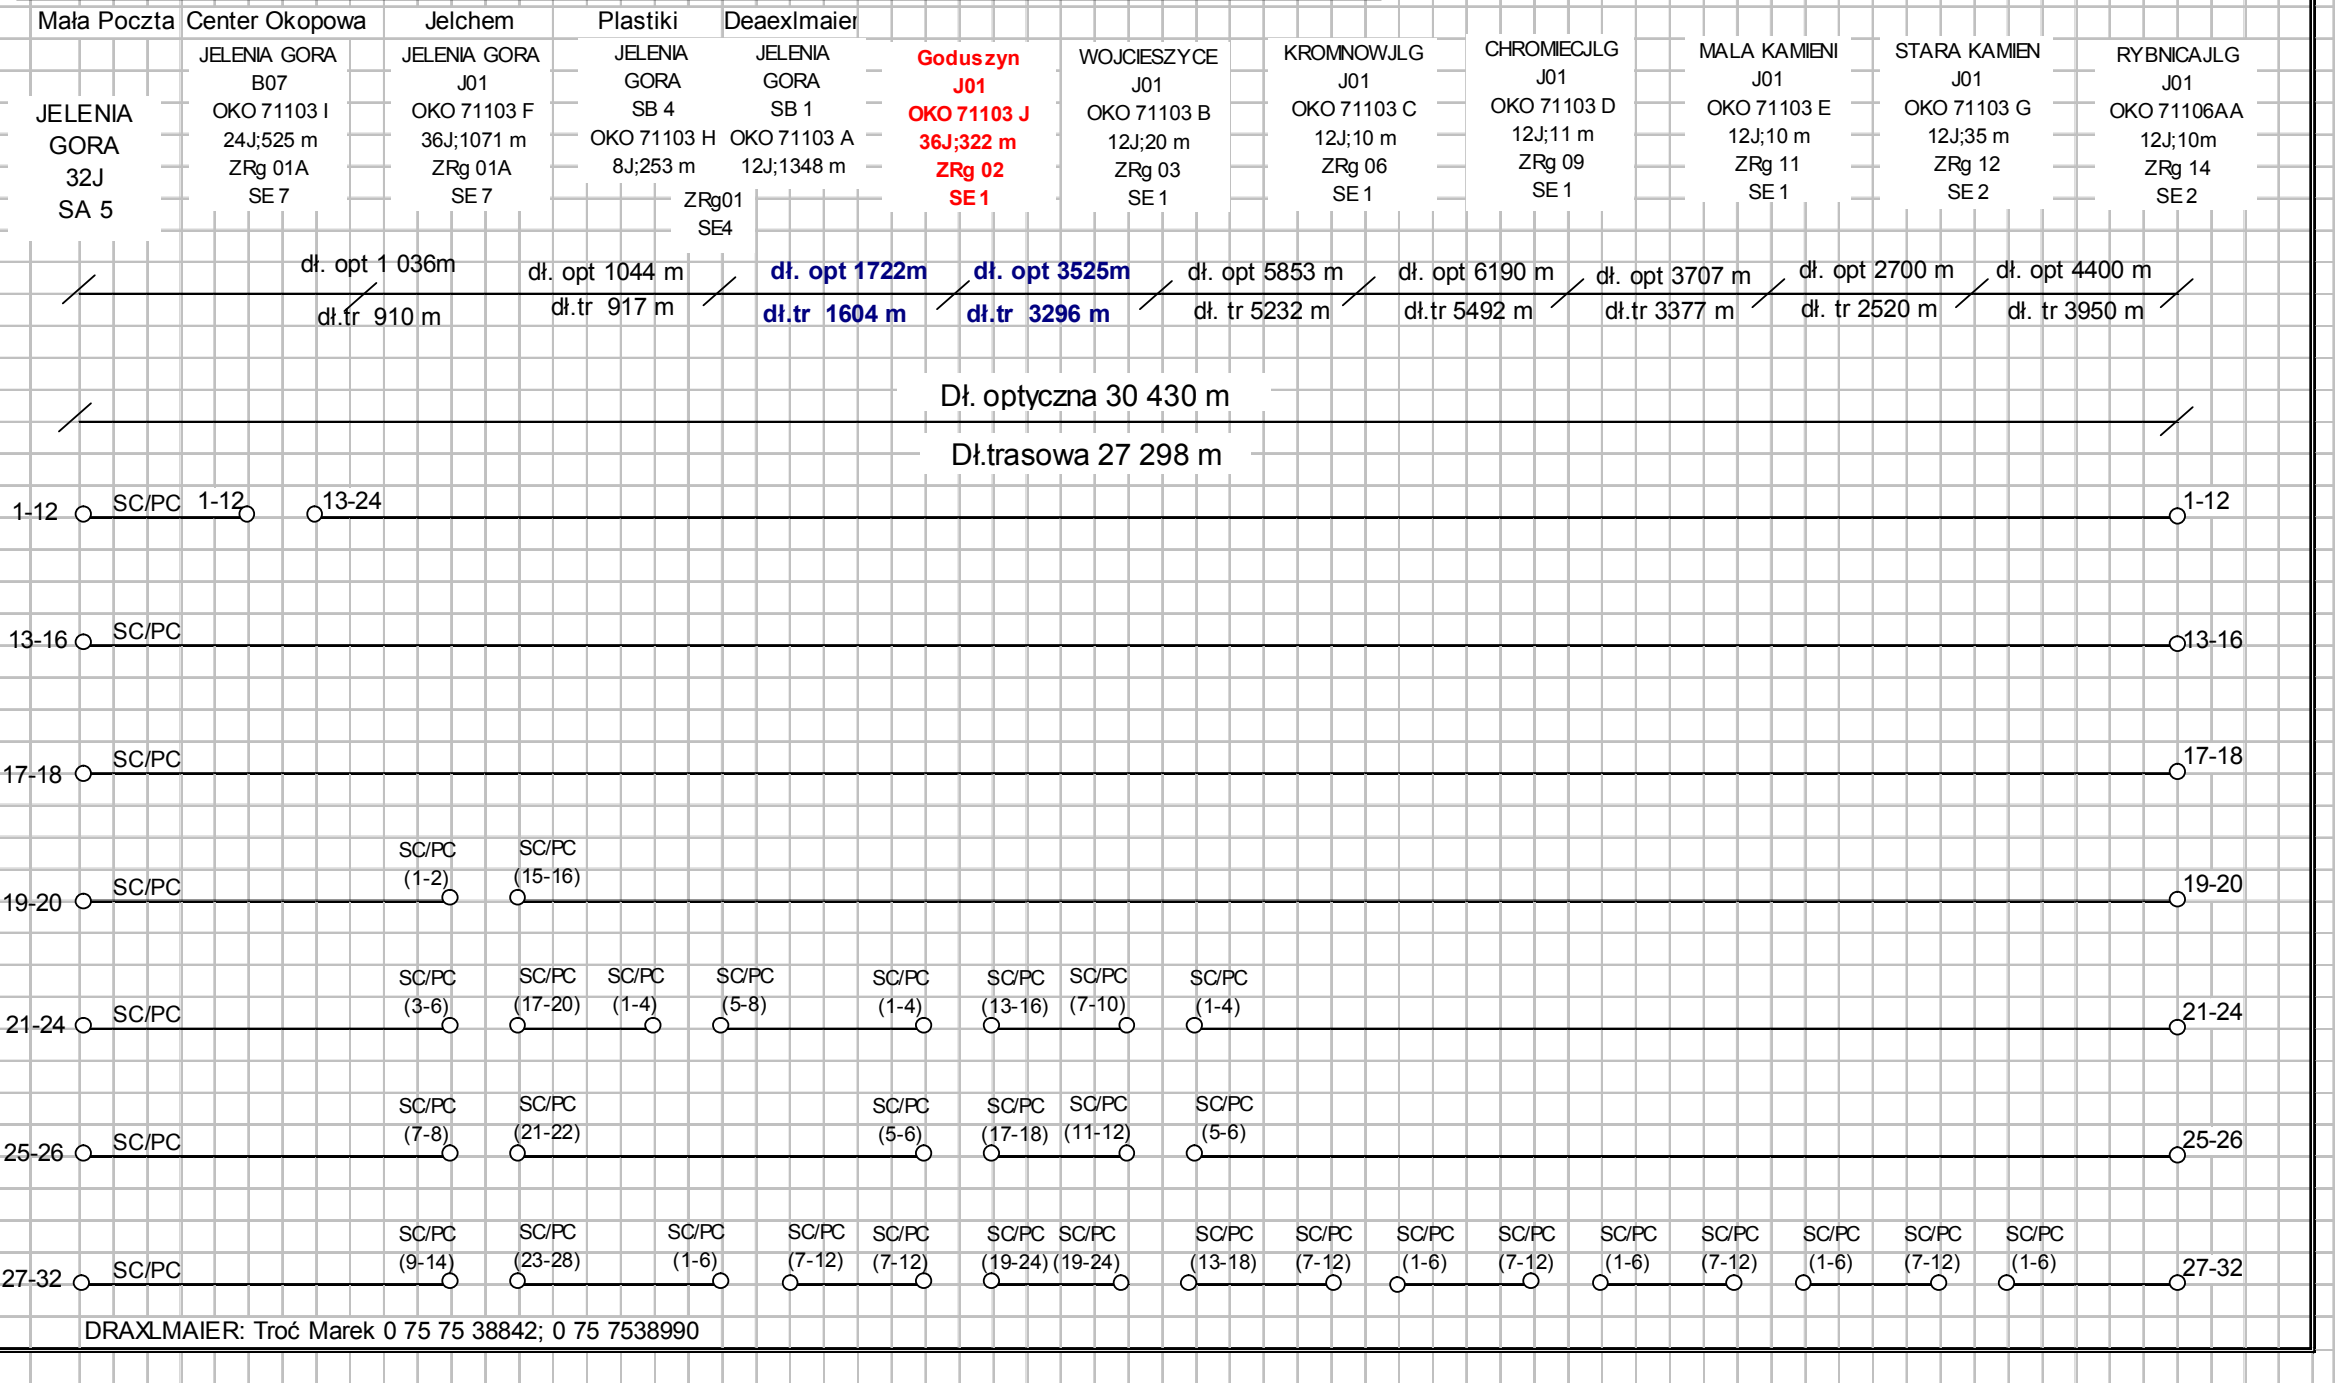 Mała Poczta Center Okopowa Jelchem Plastiki Deaexlmaier
JELENIA
GORA
32J
SA 5
JELENIA GORA
B07
OKO 71103 I
24J;525 m
ZRg 01A
SE 7
JELENIA GORA
J01
OKO 71103 F
36J;1071 m
ZRg 01A
SE 7
JELENIA
GORA
SB 4
OKO 71103 H
8J;253 m
JELENIA
GORA
SB 1
OKO 71103 A
12J;1348 m
ZRg01
SE4
Goduszyn
J01
OKO 71103 J
36J;322 m
ZRg 02
SE 1
WOJCIESZYCE
J01
OKO 71103 B
12J;20 m
ZRg 03
SE 1
KROMNOWJLG
J01
OKO 71103 C
12J;10 m
ZRg 06
SE 1
CHROMIECJLG
J01
OKO 71103 D
12J;11 m
ZRg 09
SE 1
MALA KAMIENI
J01
OKO 71103 E
12J;10 m
ZRg 11
SE 1
STARA KAMIEN
J01
OKO 71103 G
12J;35 m
ZRg 12
SE 2
RYBNICAJLG
J01
OKO 71106AA
12J;10m
ZRg 14
SE 2
dł. opt 1 036m dł. opt 1044 m dł. opt 1722m dł. opt 3525m dł. opt 5853 m dł. opt 6190 m dł. opt 3707 m dł. opt 2700 m dł. opt 4400 m
dł.tr 910 m dł.tr 917 m dł.tr 1604 m dł.tr 3296 m dł. tr 5232 m dł.tr 5492 m dł.tr 3377 m dł. tr 2520 m dł. tr 3950 m
Dł. optyczna 30 430 m
Dł.trasowa 27 298 m
1-12 SC/PC 1-12 13-24 1-12
13-16 SC/PC 13-16
17-18 SC/PC 17-18
SC/PC SC/PC
(1-2) (15-16)
19-20 SC/PC 19-20
SC/PC SC/PC SC/PC SC/PC SC/PC SC/PC SC/PC SC/PC
(3-6) (17-20) (1-4) (5-8) (1-4) (13-16) (7-10) (1-4)
21-24 SC/PC 21-24
SC/PC SC/PC SC/PC SC/PC SC/PC SC/PC
(7-8) (21-22) (5-6) (17-18) (11-12) (5-6)
25-26 SC/PC 25-26
SC/PC SC/PC SC/PC SC/PC SC/PC SC/PC SC/PC SC/PC SC/PC SC/PC SC/PC SC/PC SC/PC SC/PC SC/PC SC/PC
(9-14) (23-28) (1-6) (7-12) (7-12) (19-24) (19-24) (13-18) (7-12) (1-6) (7-12) (1-6) (7-12) (1-6) (7-12) (1-6)
27-32 SC/PC 27-32
DRAXLMAIER: Troć Marek 0 75 75 38842; 0 75 7538990